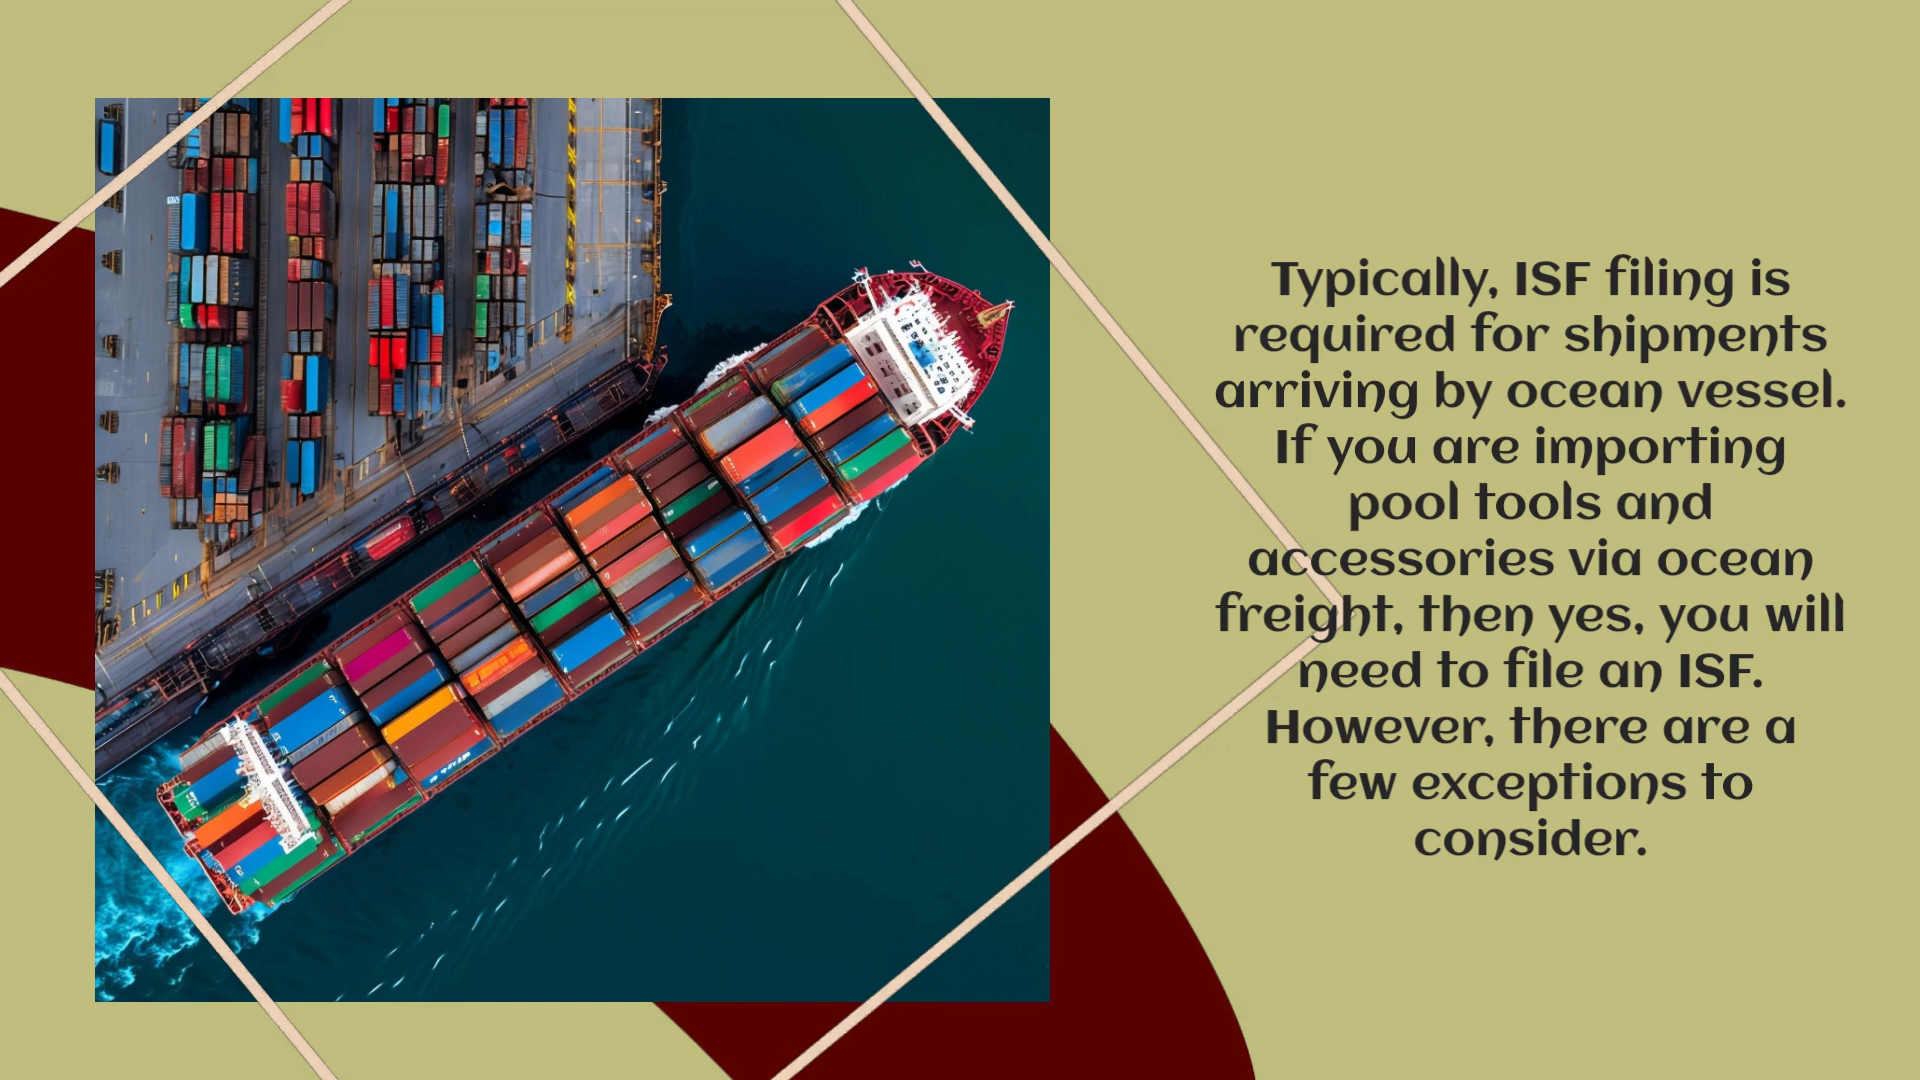 Typically, ISF filing is
required for shipments
arriving by ocean vessel.
If you are importing
pool tools and
accessories via ocean
freight, then yes, you will
need to file an ISF.
However, there are a
few exceptions to
consider.